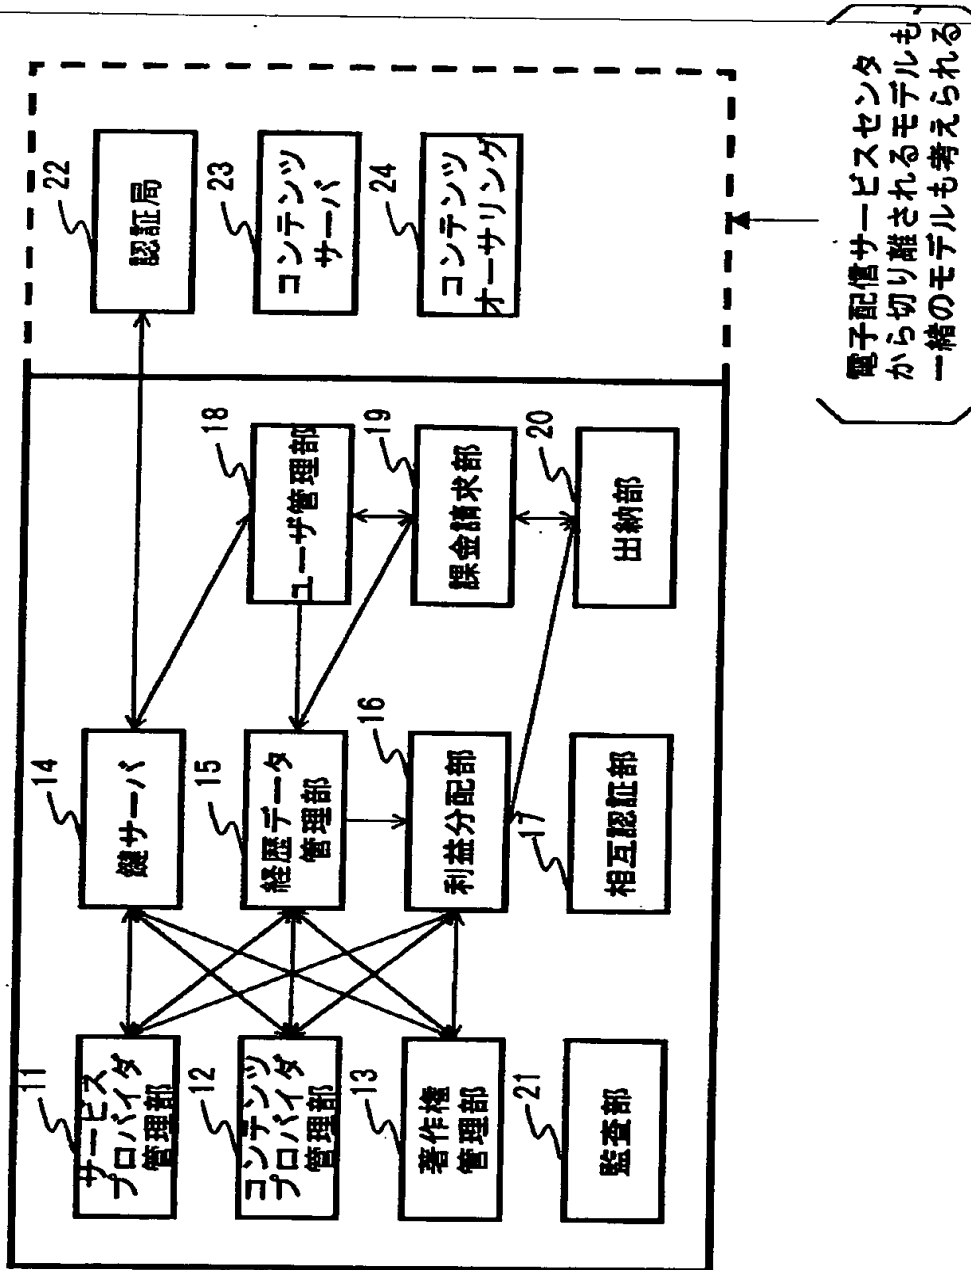 11
サービス
プロバイダ
管理部
14
鍵サーバ
22
認証局
12
コンテンツ
プロバイダ
管理部
15
経歴データ
管理部
18
ユーザ管理部
23
コンテンツ
サーバ
13
著作権
管理部
16
利益分配部
19
課金請求部
24
コンテンツ
オーサリング
21
監査部
17
相互認証部
20
出納部
電子配信サービスセンタ
から切り離されるモデルも、
一緒のモデルも考えられる